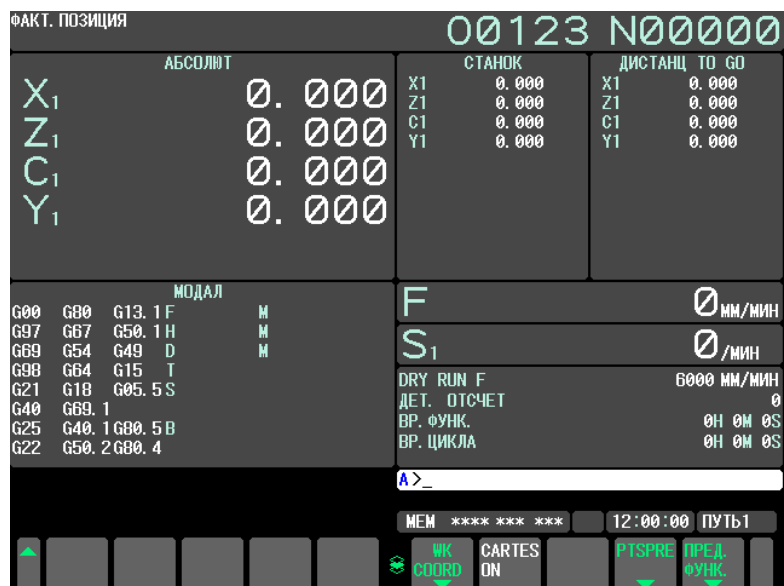 ФАКТ. ПОЗИЦИЯ
O0123 N00000
АБСОЛЮТ
X1 0.000
Z1 0.000
C1 0.000
Y1 0.000
СТАНОК
X1 0.000
Z1 0.000
C1 0.000
Y1 0.000
ДИСТАНЦ TO GO
X1 0.000
Z1 0.000
C1 0.000
Y1 0.000
МОДАЛ
G00 G80 G13.1 F M
G97 G67 G50.1 H M
G69 G54 G49 D M
G98 G64 G15 T
G21 G18 G05.5 S
G40 G69.1
G25 G40.1 G80.5 B
G22 G50.2 G80.4
F 0 ММ/МИН
S1 0 /МИН
DRY RUN F 6000 ММ/МИН
ДЕТ. ОТСЧЕТ 0
ВР. ФУНК. 0H 0M 0S
ВР. ЦИКЛА 0H 0M 0S
A >_
MEM **** *** *** 12:00:00 ПУТЬ1
WK COORD
CARTES ON
PTSPRE
ПРЕД. ФУНК.